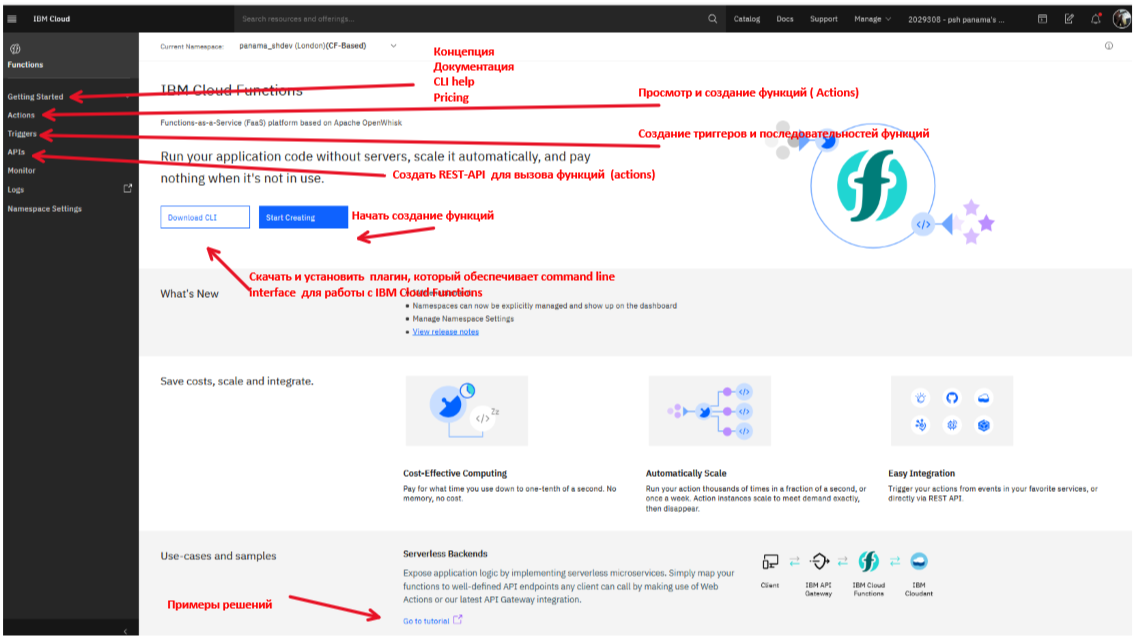 IBM Cloud
Search resources and offerings...
Catalog
Docs
Support
Manage
2029308 - psh panama's ...
Functions
Getting Started
Actions
Triggers
APIs
Monitor
Logs
Namespace Settings
Current Namespace:
panama_shdev (London)(CF-Based)
Концепция
Документация
CLI help
Pricing
IBM Cloud Functions
Просмотр и создание функций ( Actions)
Functions-as-a-Service (FaaS) platform based on Apache OpenWhisk
Создание триггеров и последовательностей функций
Run your application code without servers, scale it automatically, and pay
nothing when it's not in use.
Создать REST-API для вызова функций (actions)
Download CLI
Start Creating
Начать создание функций
</>
Скачать и установить плагин, который обеспечивает command line
Interface для работы с IBM Cloud Functions
What's New
Namespaces can now be explicitly managed and show up on the dashboard
Manage Namespace Settings
View release notes
Save costs, scale and integrate.
</>
Zz
</>
</>
</>
Cost-Effective Computing
Pay for what time you use down to one-tenth of a second. No
memory, no cost.
Automatically Scale
Run your action thousands of times in a fraction of a second, or
once a week. Action instances scale to meet demand exactly,
then disappear.
Easy Integration
Trigger your actions from events in your favorite services, or
directly via REST API.
Use-cases and samples
Serverless Backends
Expose application logic by implementing serverless microservices. Simply map your
functions to well-defined API endpoints any client can call by making use of Web
Actions or our latest API Gateway integration.
Go to tutorial
Client
IBM API
Gateway
IBM Cloud
Functions
IBM
Cloudant
Примеры решений